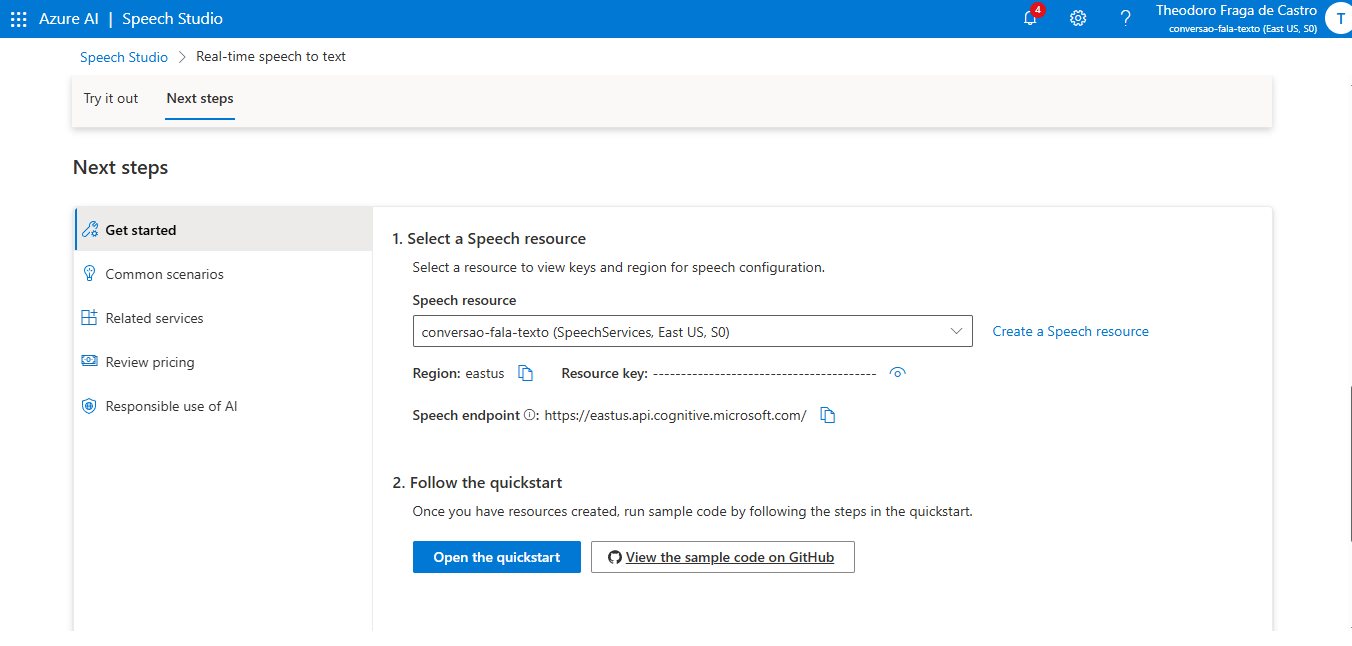 Azure AI | Speech Studio
4
?
Theodoro Fraga de Castro
conversao-fala-texto (East US, S0)
T
Speech Studio > Real-time speech to text
Try it out Next steps
Next steps
Get started
Common scenarios
Related services
Review pricing
Responsible use of AI
1. Select a Speech resource
Select a resource to view keys and region for speech configuration.
Speech resource
conversao-fala-texto (SpeechServices, East US, S0)
Create a Speech resource
Region: eastus Resource key: ----------------------------------------
Speech endpoint : https://eastus.api.cognitive.microsoft.com/
2. Follow the quickstart
Once you have resources created, run sample code by following the steps in the quickstart.
Open the quickstart View the sample code on GitHub